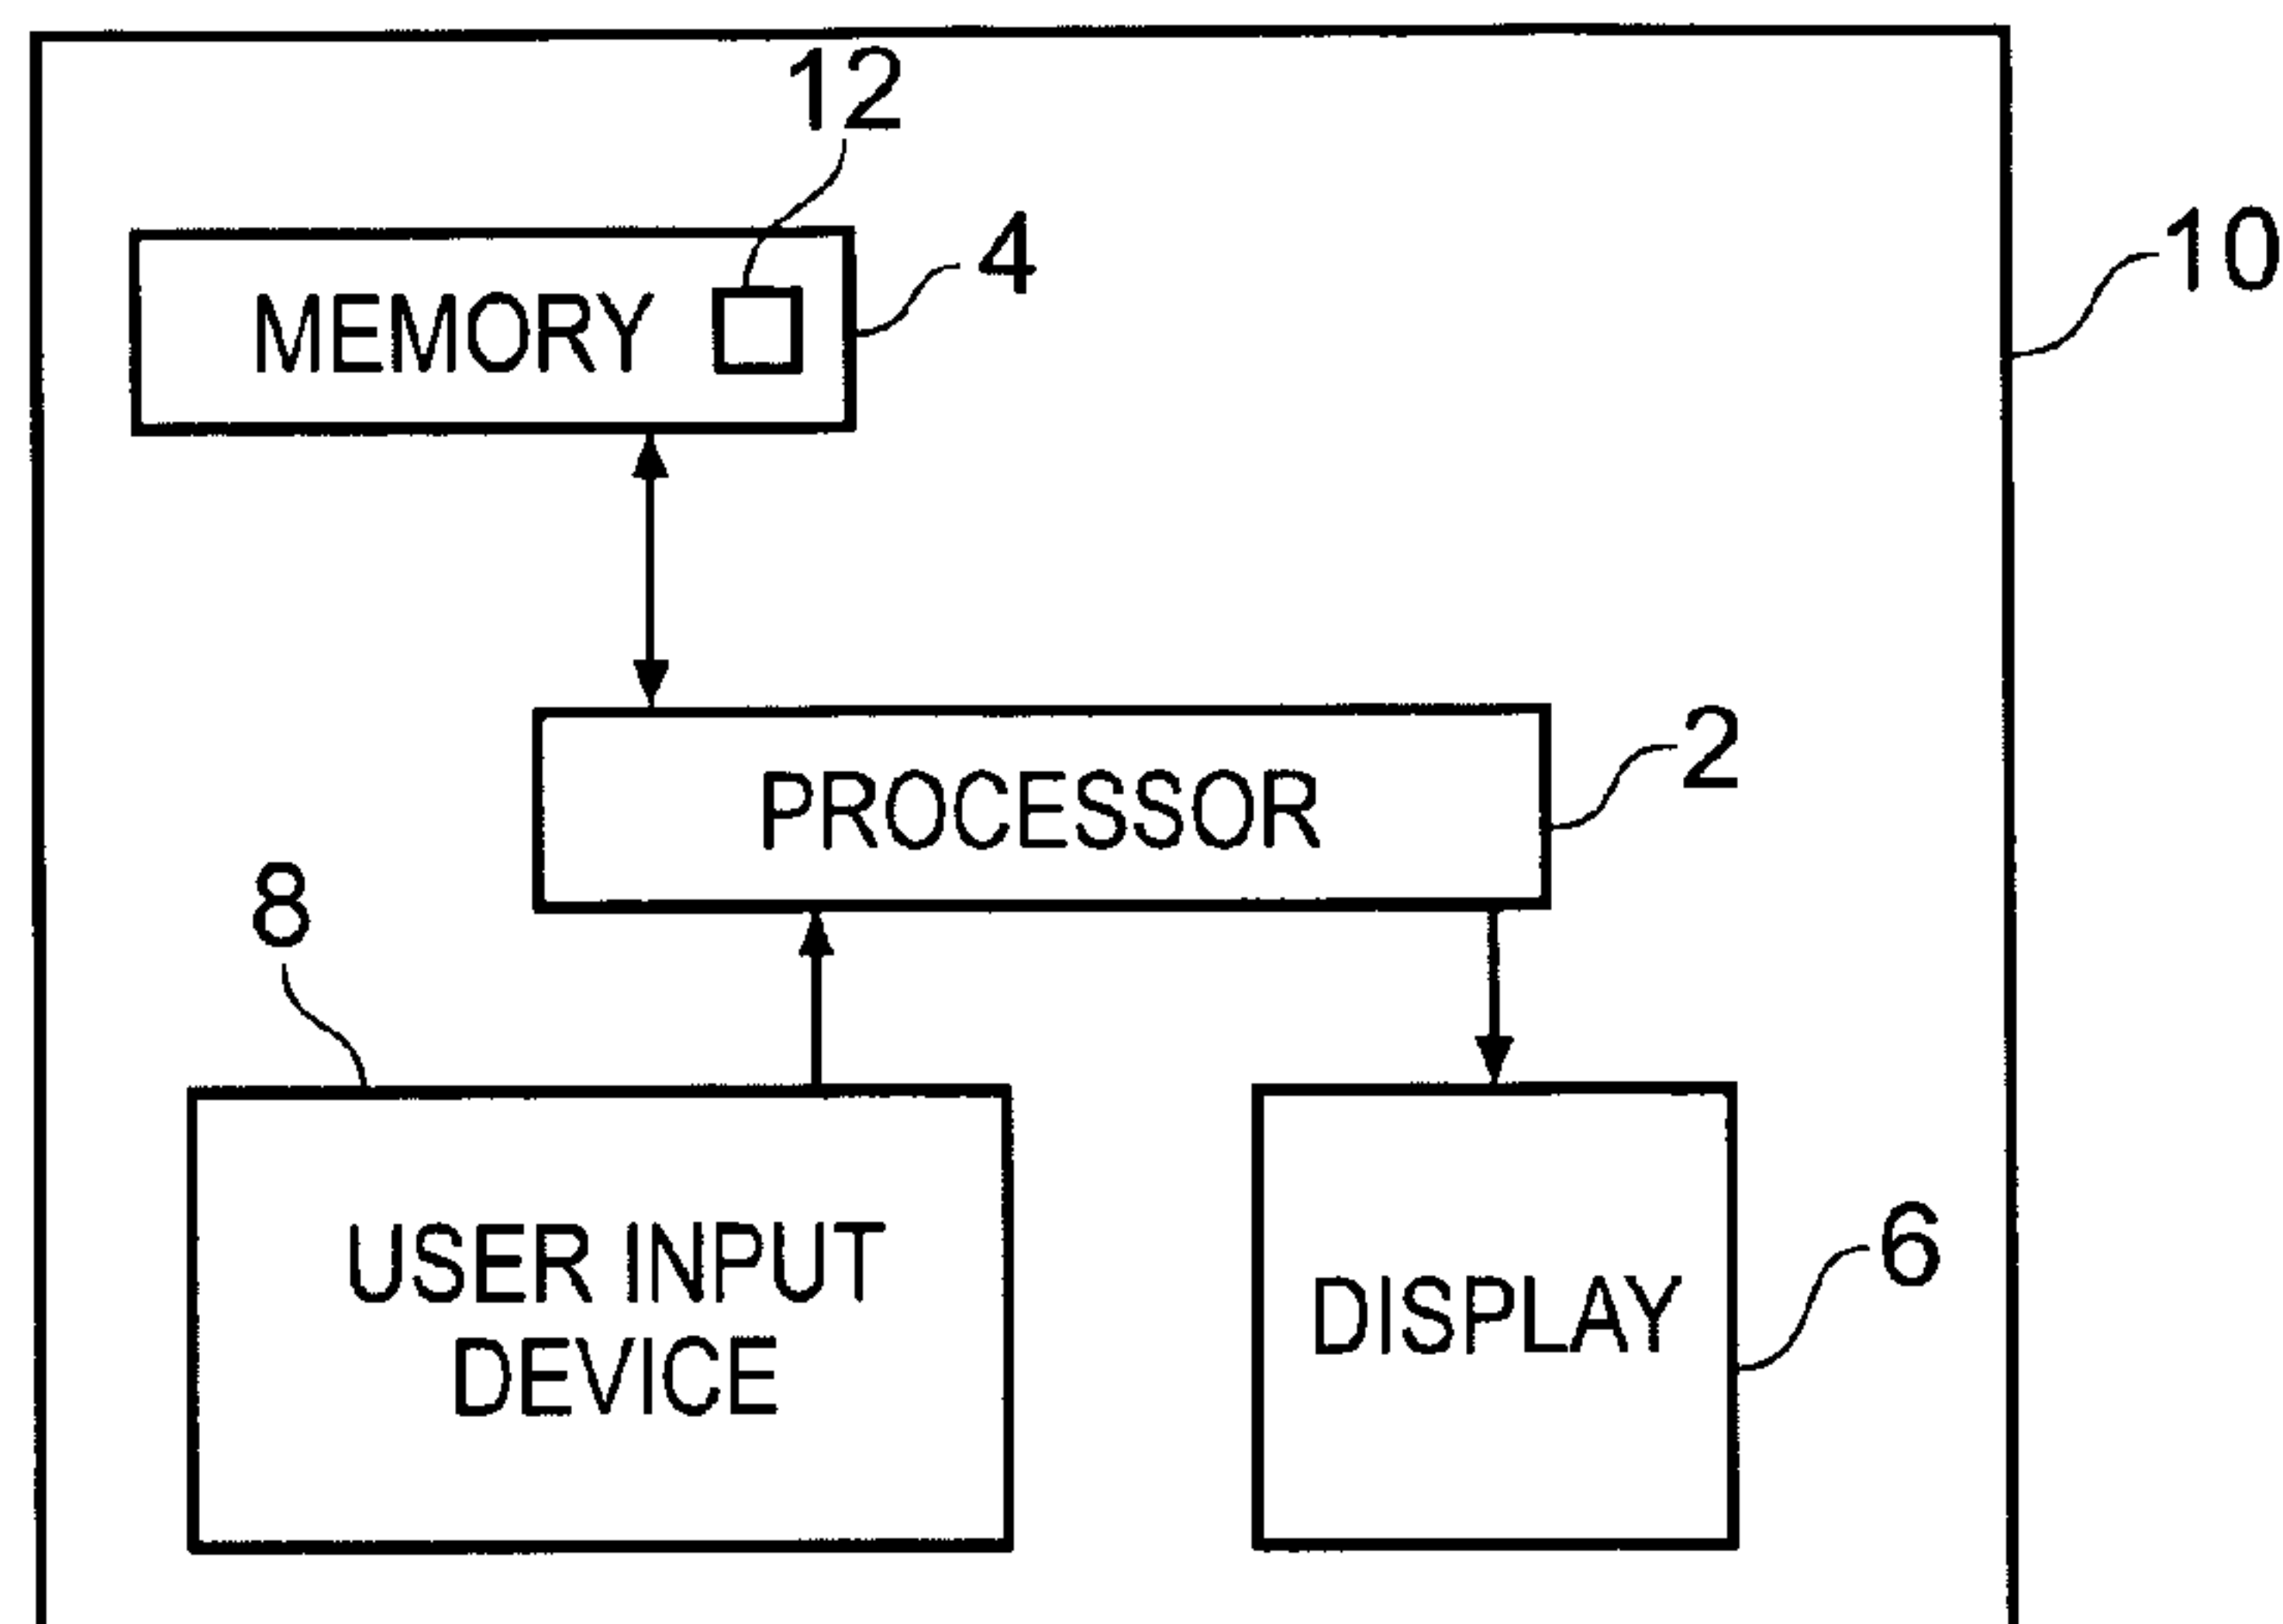 12
4
10
MEMORY
2
PROCESSOR
8
USER INPUT
DEVICE
6
DISPLAY